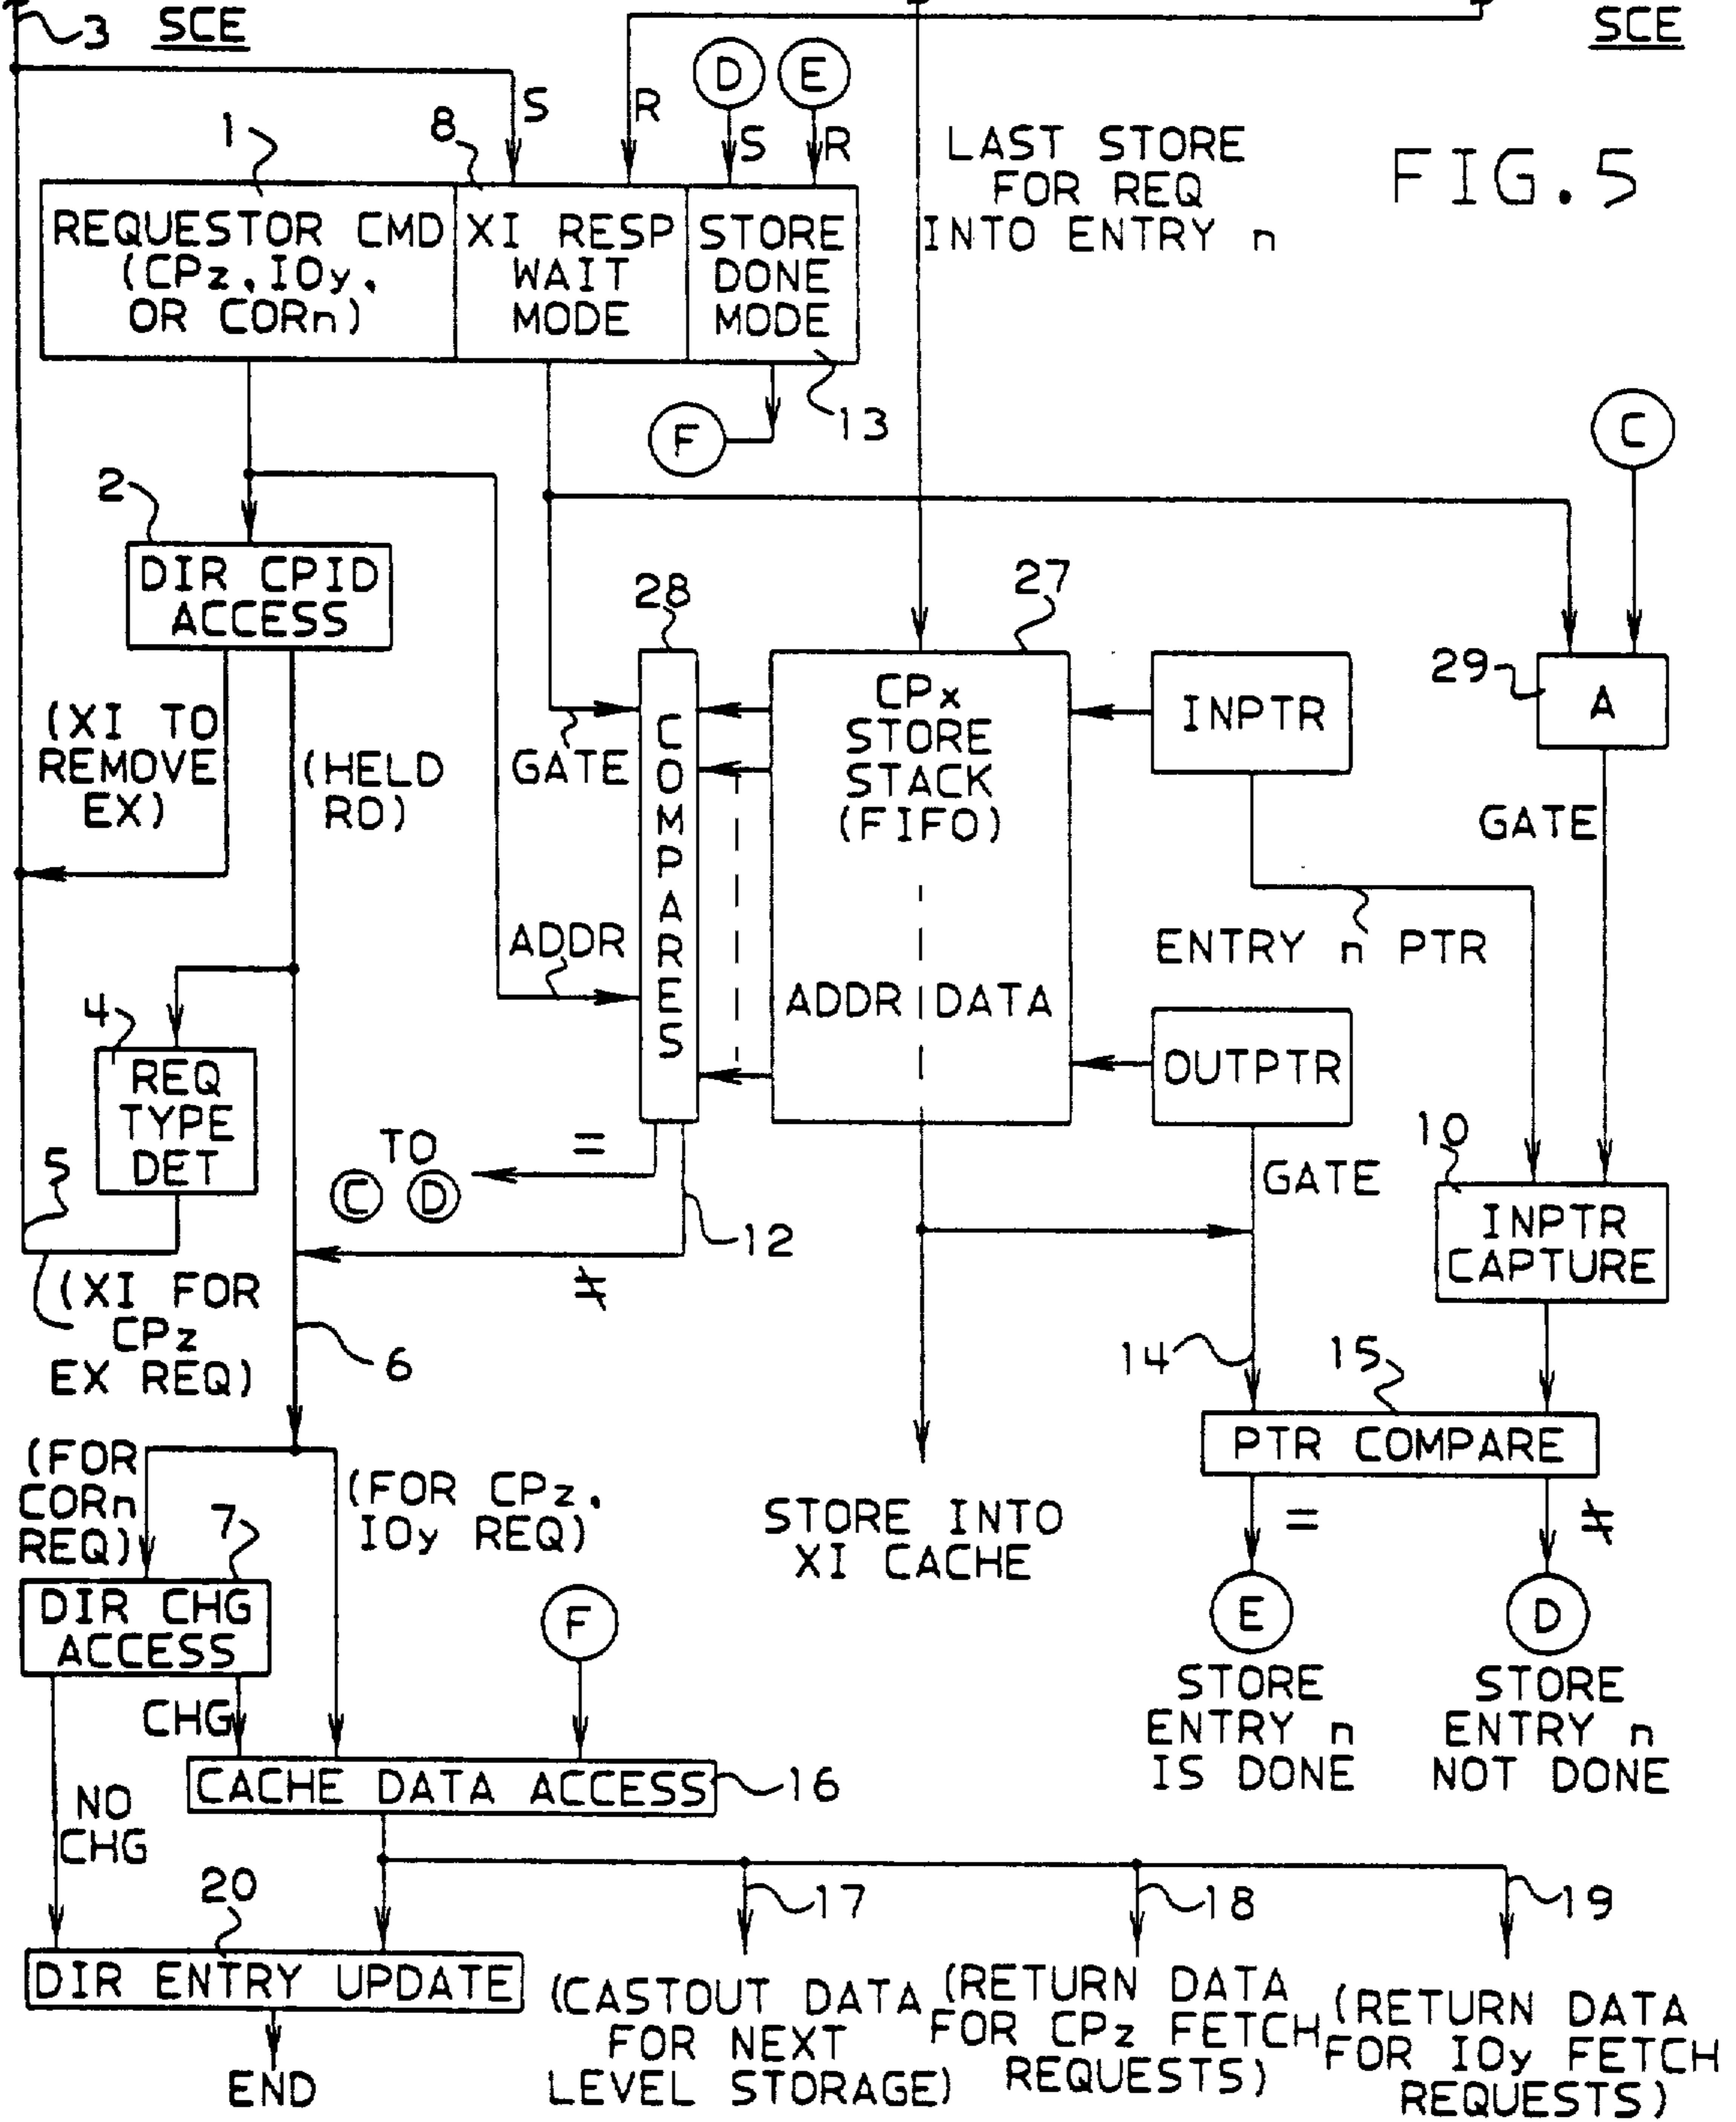 3
SCE
SCE
D
E
S
R
S
R
1
8
LAST STORE
FOR REQ
INTO ENTRY n
FIG.5
REQUESTOR CMD
(CPz,IOy,
OR CORn)
XI RESP
WAIT
MODE
STORE
DONE
MODE
13
F
C
2
DIR CPID
ACCESS
28
27
29
A
(XI TO
REMOVE
EX)
(HELD
RO)
GATE
COMPARES
CPx
STORE
STACK
(FIFO)
INPTR
GATE
ADDR
ENTRY n PTR
ADDR
DATA
OUTPTR
4
REQ
TYPE
DET
5
TO
C D
=
12
≠
GATE
10
INPTR
CAPTURE
(XI FOR
CPz
EX REQ)
6
14
15
PTR COMPARE
(FOR
CORn
REQ)
(FOR CPz,
IOy REQ)
7
STORE INTO
XI CACHE
=
≠
DIR CHG
ACCESS
F
E
D
STORE
ENTRY n
IS DONE
STORE
ENTRY n
NOT DONE
CHG
NO
CHG
CACHE DATA ACCESS
16
20
17
18
19
DIR ENTRY UPDATE
END
(CASTOUT DATA
FOR NEXT
LEVEL STORAGE)
(RETURN DATA
FOR CPz FETCH
REQUESTS)
(RETURN DATA
FOR IOy FETCH
REQUESTS)